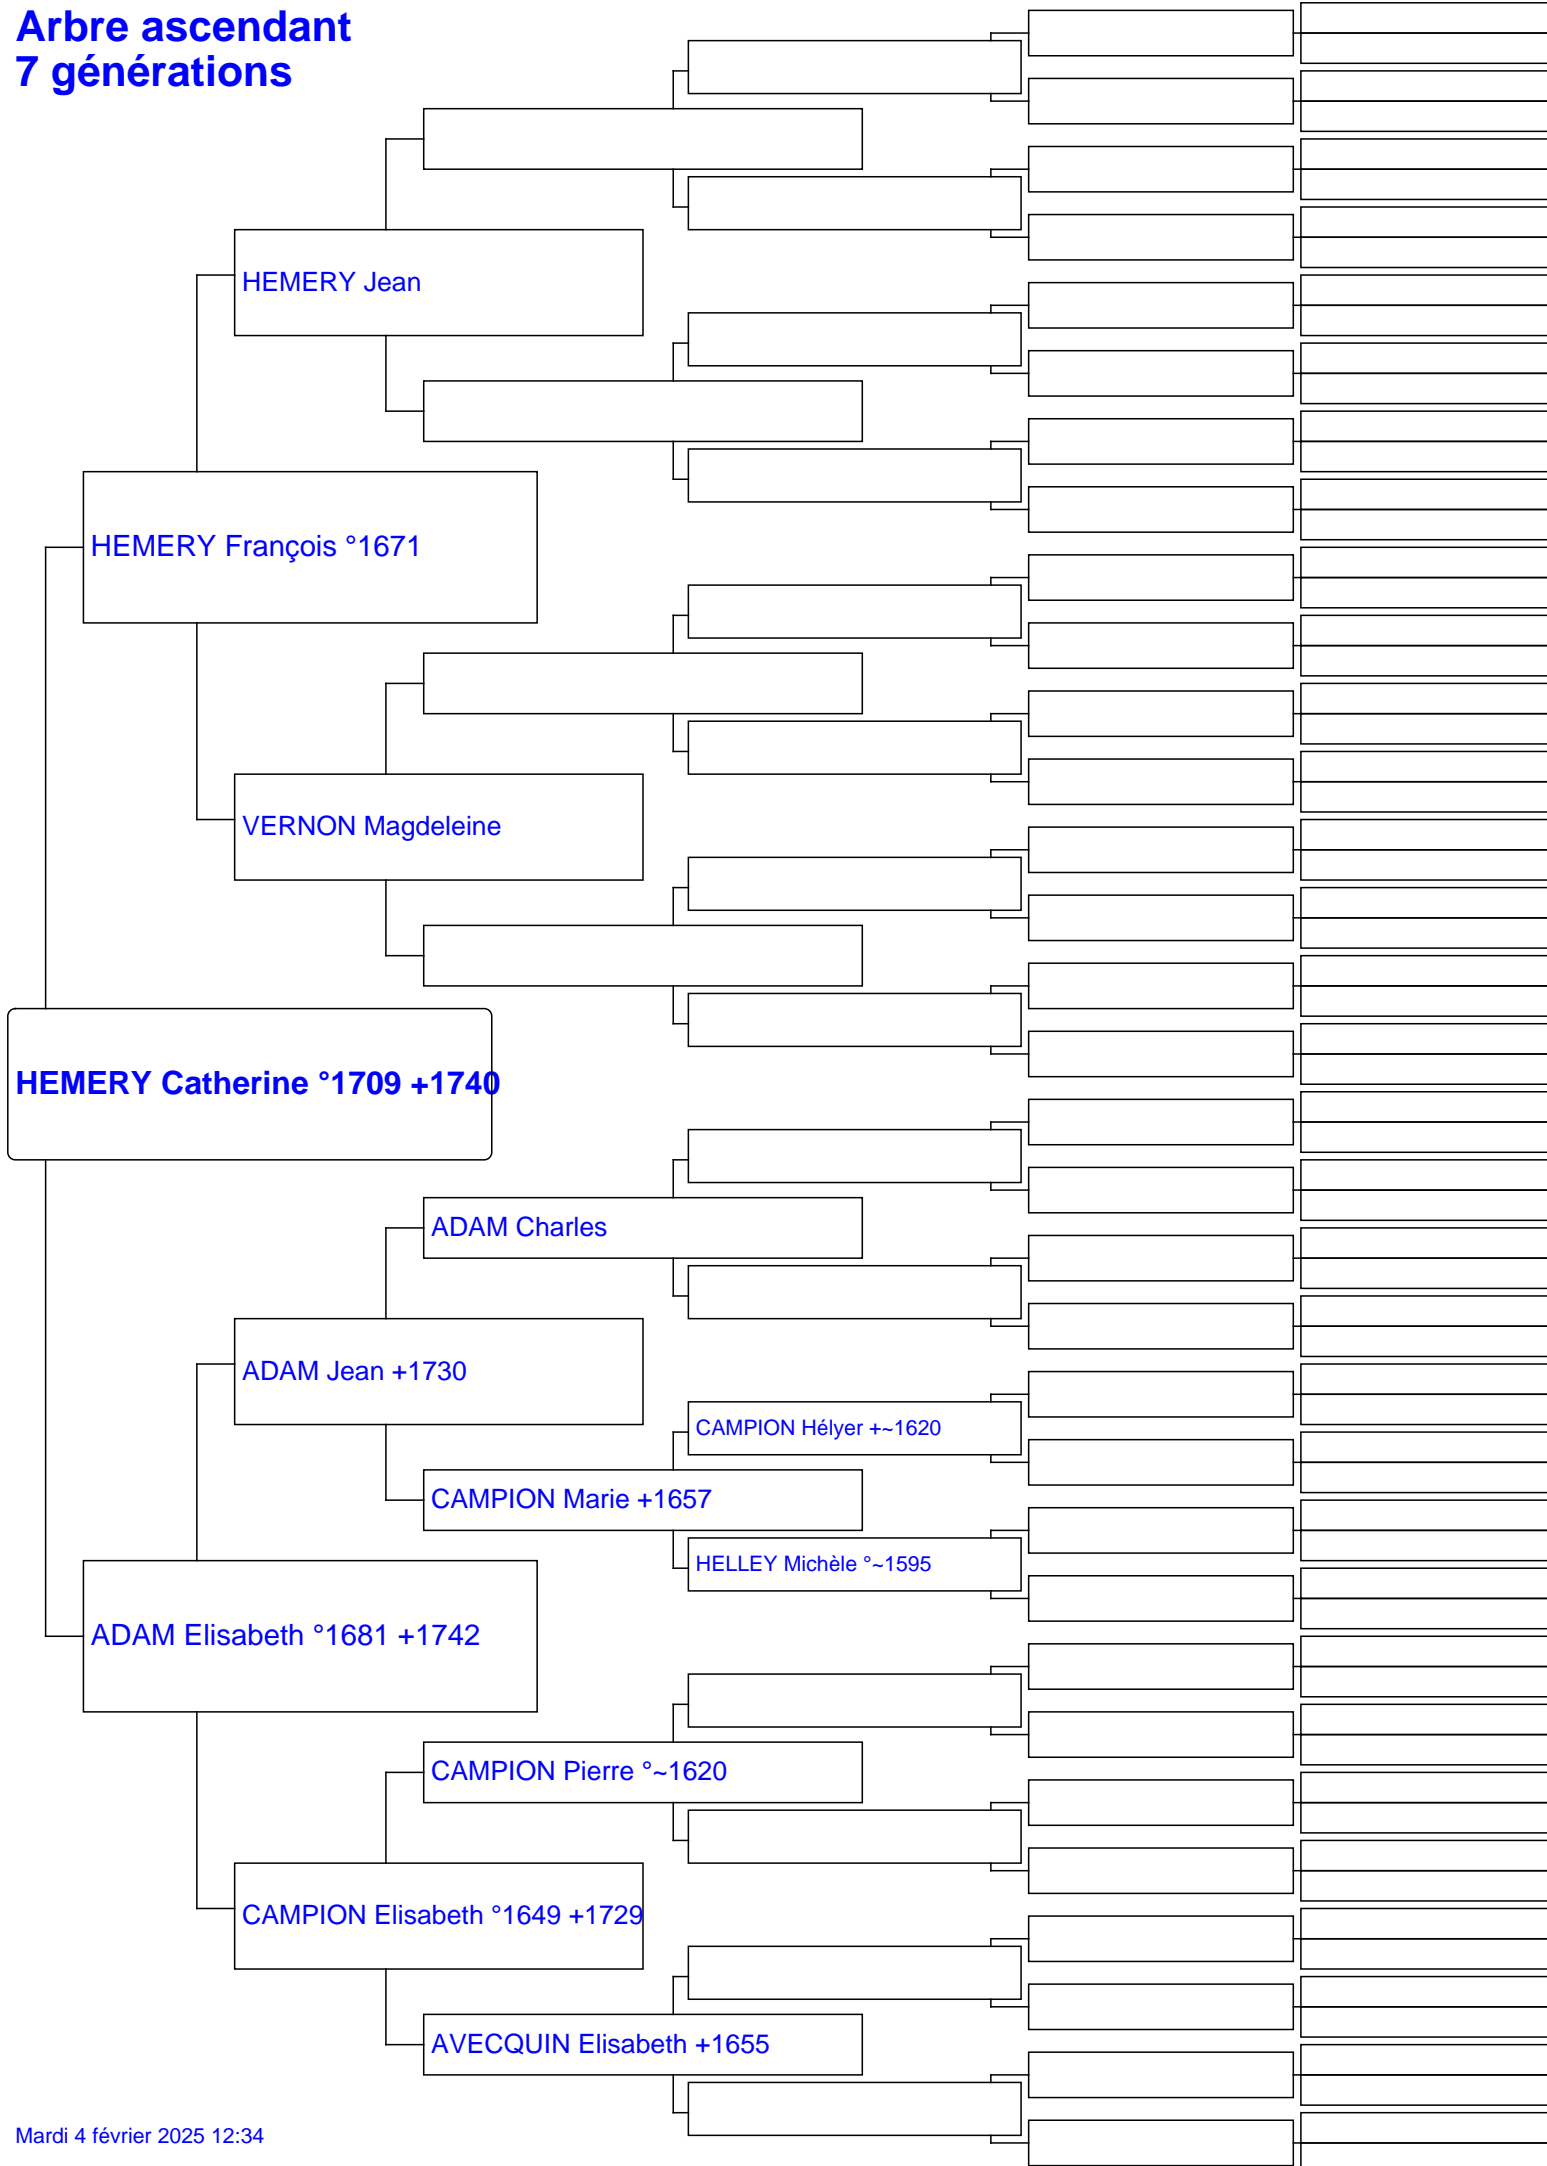 Arbre ascendant
7 générations
HEMERY Jean
HEMERY François °1671
VERNON Magdeleine
HEMERY Catherine °1709 +1740
ADAM Charles
ADAM Jean +1730
CAMPION Hélyer +~1620
CAMPION Marie +1657
HELLEY Michèle °~1595
ADAM Elisabeth °1681 +1742
CAMPION Pierre °~1620
CAMPION Elisabeth °1649 +1729
AVECQUIN Elisabeth +1655
Mardi 4 février 2025 12:34